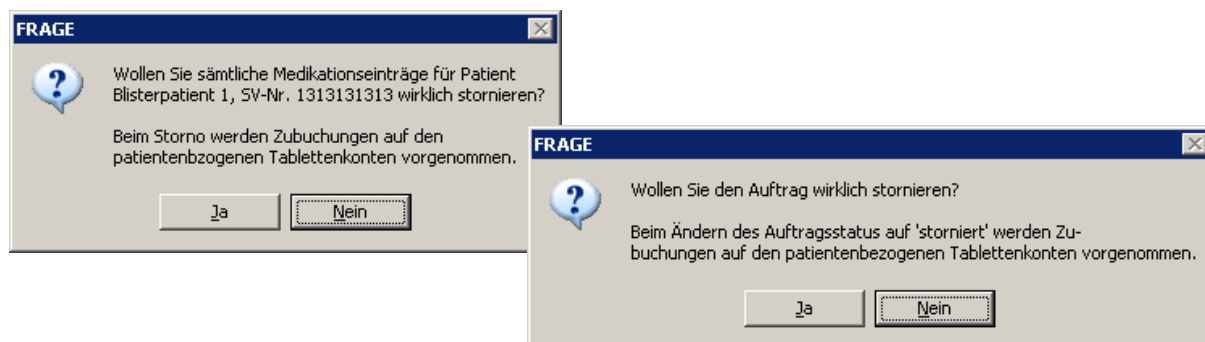 FRAGE
Wollen Sie sämtliche Medikationseinträge für Patient
Blisterpatient 1, SV-Nr. 1313131313 wirklich stornieren?
Beim Storno werden Zubuchungen auf den
patientenbzogenen Tablettenkonten vorgenommen.
Ja Nein
FRAGE
Wollen Sie den Auftrag wirklich stornieren?
Beim Ändern des Auftragsstatus auf 'storniert' werden Zu-
buchungen auf den patientenbezogenen Tablettenkonten vorgenommen.
Ja Nein